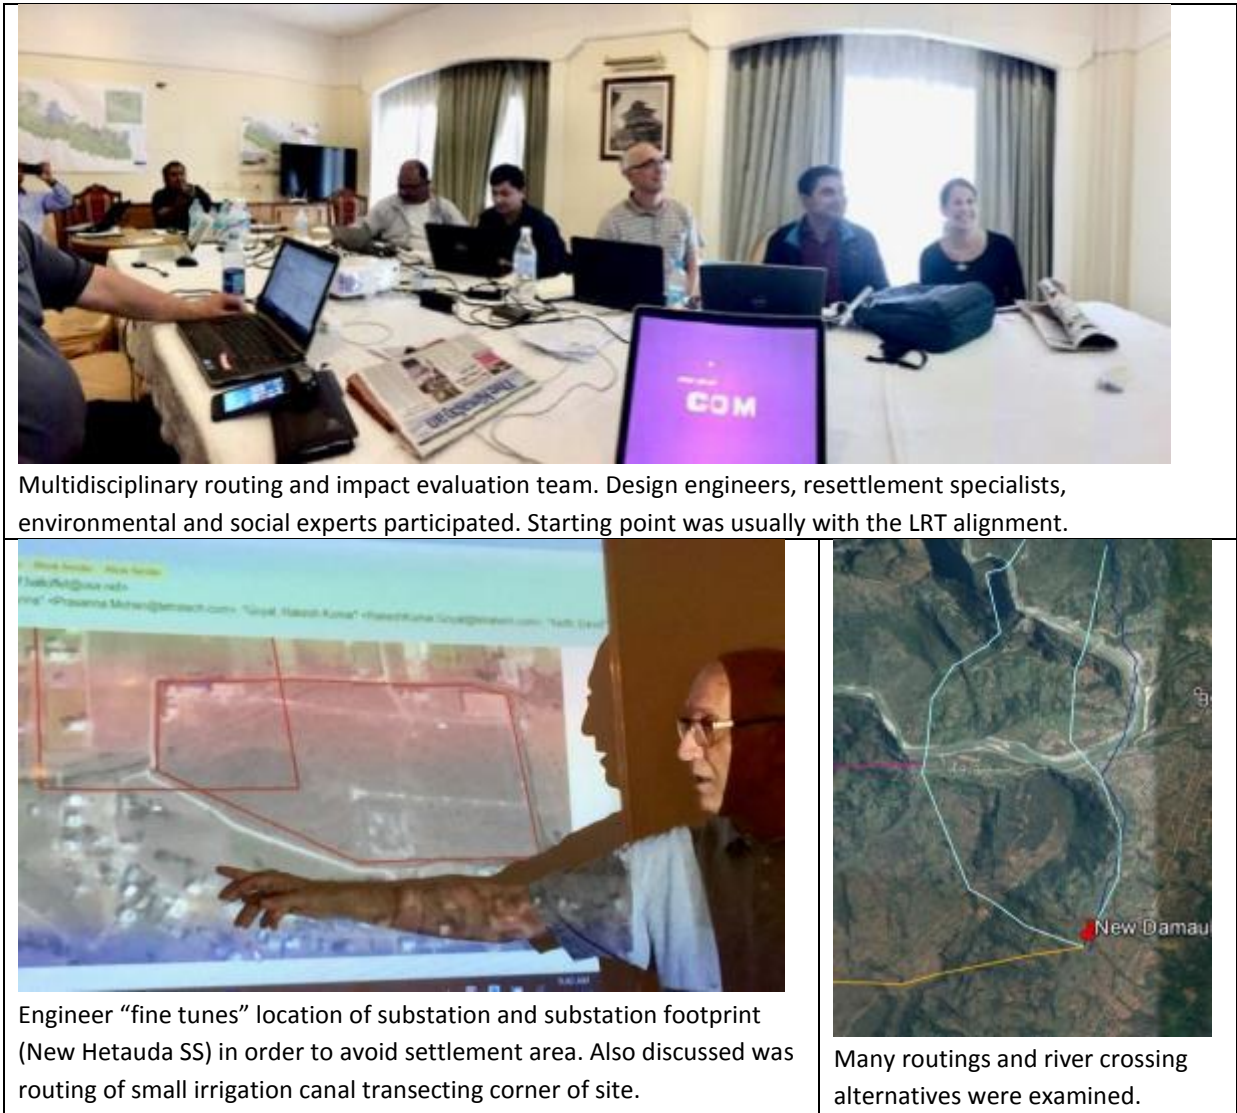 COM
Multidisciplinary routing and impact evaluation team. Design engineers, resettlement specialists,
environmental and social experts participated. Starting point was usually with the LRT alignment.
New Damaul
Engineer “fine tunes” location of substation and substation footprint
(New Hetauda SS) in order to avoid settlement area. Also discussed was
routing of small irrigation canal transecting corner of site.
Many routings and river crossing
alternatives were examined.